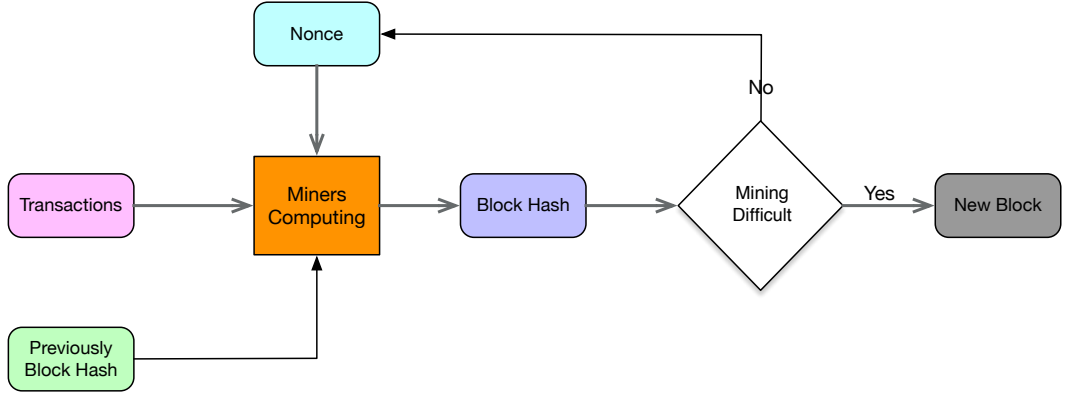 Nonce
No
Transactions
Miners
Computing
Block Hash
Mining
Difficult
Yes
New Block
Previously
Block Hash